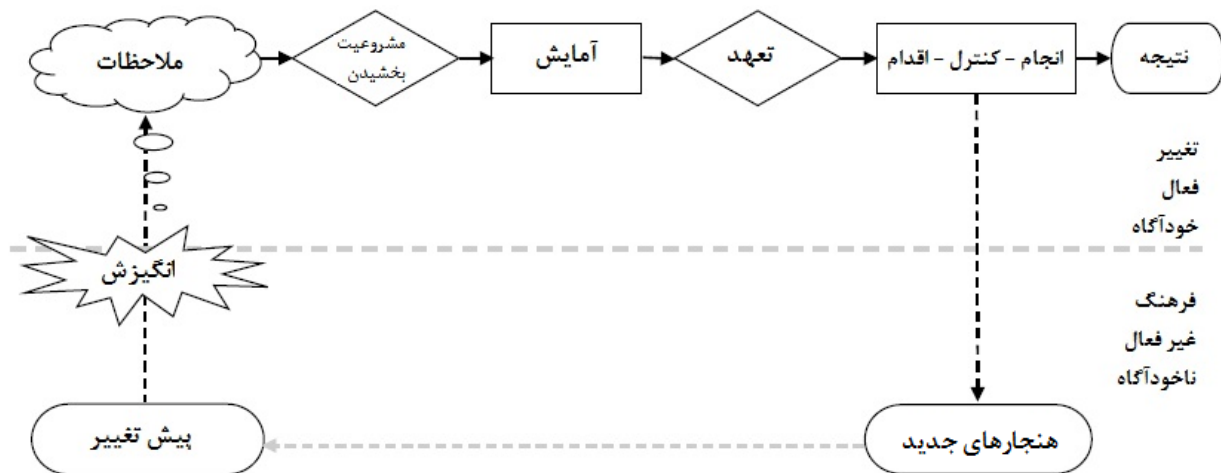 ملاحظات
مشروعیت
بخشیدن
آمایش
تعهد
انجام - کنترل - اقدام
نتیجه
تغییر
فعال
خودآگاه
انگیزش
فرهنگ
غیر فعال
ناخودآگاه
پیش تغییر
هنجارهای جدید